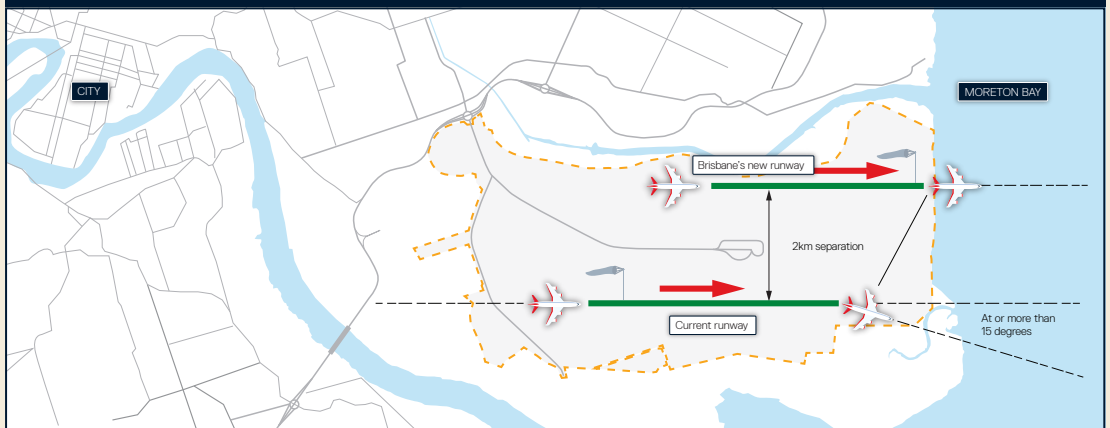 CITY
MORETON BAY
Brisbane's new runway
2km separation
Current runway
At or more than
15 degrees